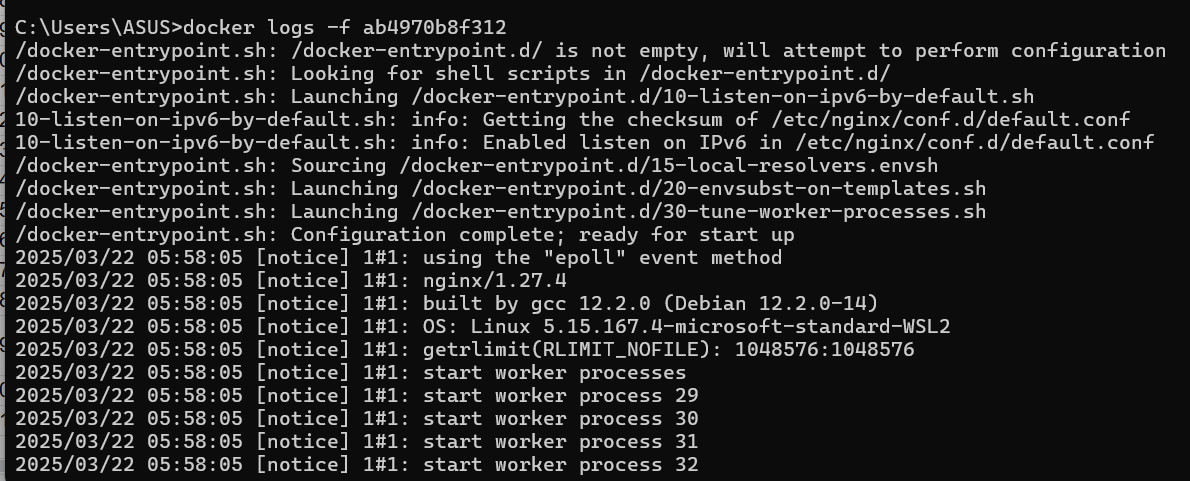 C:\Users\ASUS>docker logs -f ab4970b8f312
/docker-entrypoint.sh: /docker-entrypoint.d/ is not empty, will attempt to perform configuration
/docker-entrypoint.sh: Looking for shell scripts in /docker-entrypoint.d/
/docker-entrypoint.sh: Launching /docker-entrypoint.d/10-listen-on-ipv6-by-default.sh
10-listen-on-ipv6-by-default.sh: info: Getting the checksum of /etc/nginx/conf.d/default.conf
10-listen-on-ipv6-by-default.sh: info: Enabled listen on IPv6 in /etc/nginx/conf.d/default.conf
/docker-entrypoint.sh: Sourcing /docker-entrypoint.d/15-local-resolvers.envsh
/docker-entrypoint.sh: Launching /docker-entrypoint.d/20-envsubst-on-templates.sh
/docker-entrypoint.sh: Launching /docker-entrypoint.d/30-tune-worker-processes.sh
/docker-entrypoint.sh: Configuration complete; ready for start up
2025/03/22 05:58:05 [notice] 1#1: using the "epoll" event method
2025/03/22 05:58:05 [notice] 1#1: nginx/1.27.4
2025/03/22 05:58:05 [notice] 1#1: built by gcc 12.2.0 (Debian 12.2.0-14)
2025/03/22 05:58:05 [notice] 1#1: OS: Linux 5.15.167.4-microsoft-standard-WSL2
2025/03/22 05:58:05 [notice] 1#1: getrlimit(RLIMIT_NOFILE): 1048576:1048576
2025/03/22 05:58:05 [notice] 1#1: start worker processes
2025/03/22 05:58:05 [notice] 1#1: start worker process 29
2025/03/22 05:58:05 [notice] 1#1: start worker process 30
2025/03/22 05:58:05 [notice] 1#1: start worker process 31
2025/03/22 05:58:05 [notice] 1#1: start worker process 32